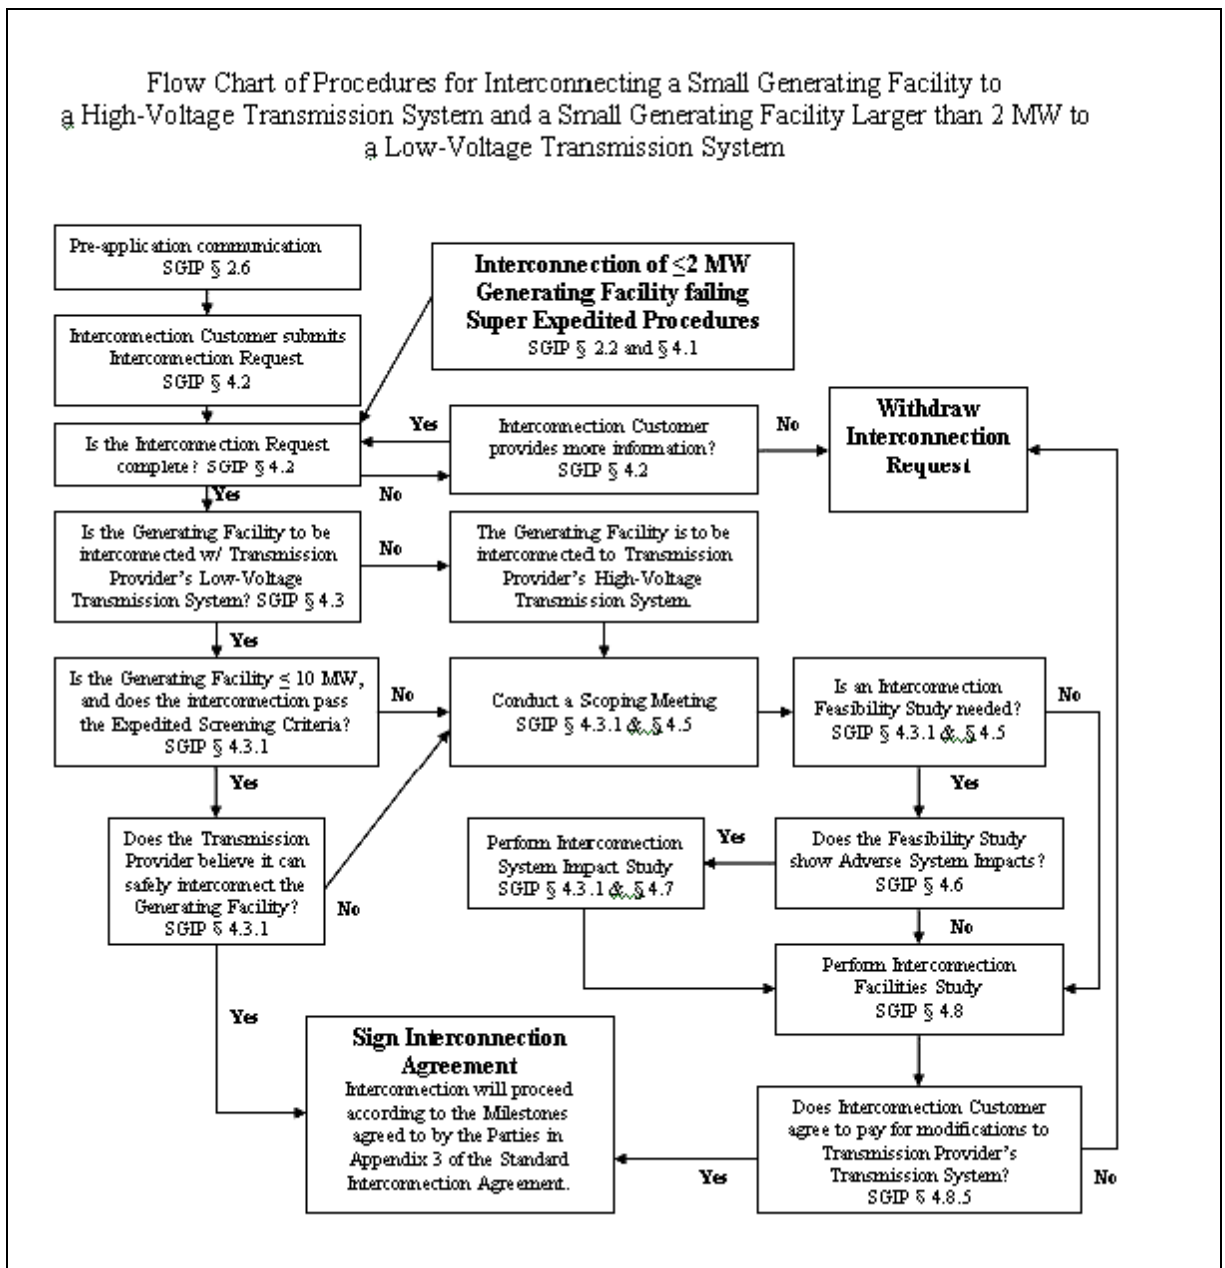 Flow Chart of Procedures for Interconnecting a Small Generating Facility to
a High-Voltage Transmission System and a Small Generating Facility Larger than 2 MW to
a Low-Voltage Transmission System
Pre-application communication
SGIP § 2.6
Interconnection of ≤2 MW
Generating Facility failing
Super Expedited Procedures
SGIP § 2.2 and § 4.1
Interconnection Customer submits
Interconnection Request
SGIP § 4.2
Is the Interconnection Request
complete? SGIP § 4.2
Yes
No
Interconnection Customer
provides more information?
SGIP § 4.2
No
Withdraw
Interconnection
Request
Yes
Is the Generating Facility to be
interconnected w/ Transmission
Provider's Low-Voltage
Transmission System? SGIP § 4.3
No
The Generating Facility is to be
interconnected to Transmission
Provider's High-Voltage
Transmission System.
Yes
Is the Generating Facility ≤ 10 MW,
and does the interconnection pass
the Expedited Screening Criteria?
SGIP § 4.3.1
No
Conduct a Scoping Meeting
SGIP § 4.3.1 & § 4.5
Is an Interconnection
Feasibility Study needed?
SGIP § 4.3.1 & § 4.5
No
Yes
Yes
Does the Transmission
Provider believe it can
safely interconnect the
Generating Facility?
SGIP § 4.3.1
No
Perform Interconnection
System Impact Study
SGIP § 4.3.1 & § 4.7
Yes
Does the Feasibility Study
show Adverse System Impacts?
SGIP § 4.6
No
Perform Interconnection
Facilities Study
SGIP § 4.8
Yes
Sign Interconnection
Agreement
Interconnection will proceed
according to the Milestones
agreed to by the Parties in
Appendix 3 of the Standard
Interconnection Agreement.
Yes
Does Interconnection Customer
agree to pay for modifications to
Transmission Provider's
Transmission System?
SGIP § 4.8.5
No